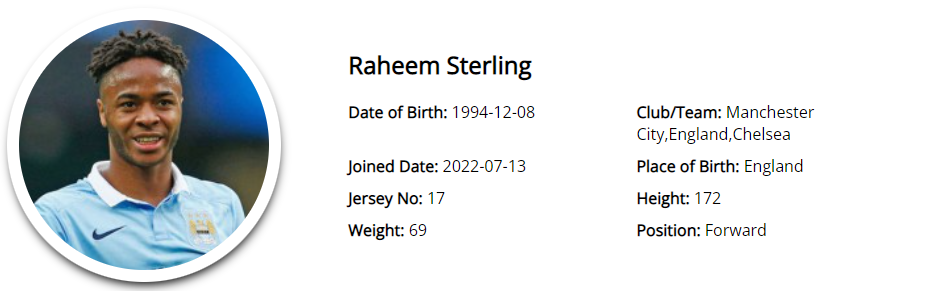 Raheem Sterling
Date of Birth: 1994-12-08
Club/Team: Manchester
City,England,Chelsea
Joined Date: 2022-07-13
Place of Birth: England
Jersey No: 17
Height: 172
Weight: 69
Position: Forward